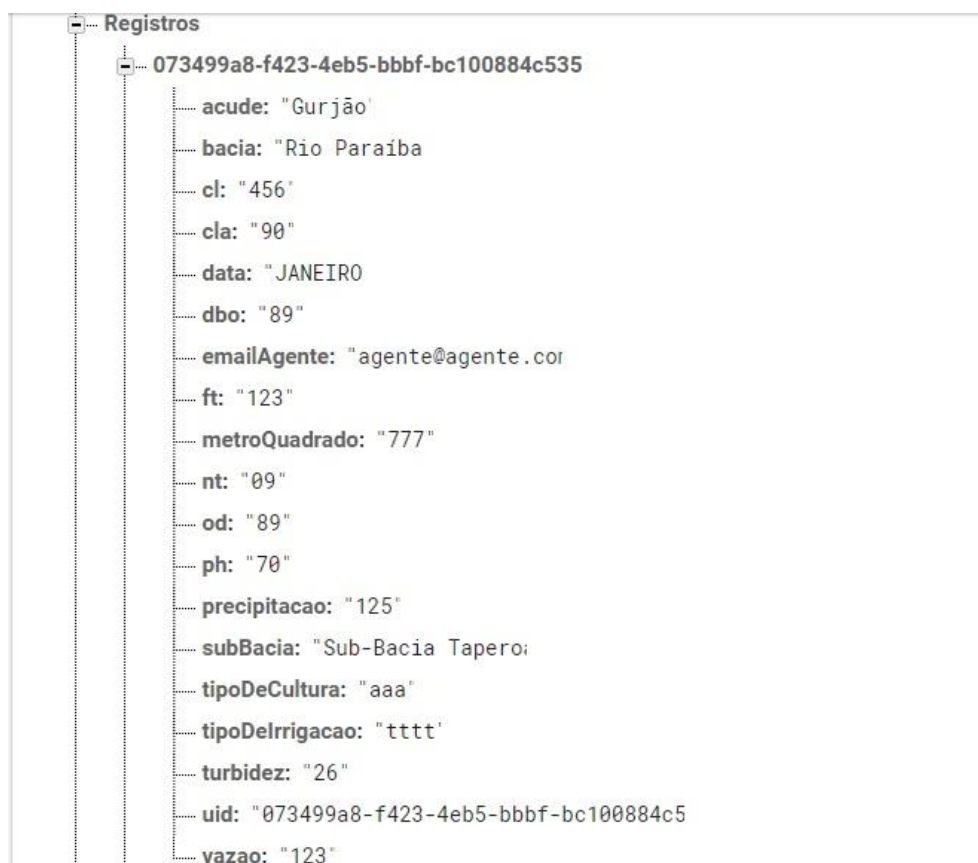 Registros
073499a8-f423-4eb5-bbbf-bc100884c535
acude: "Gurjão"
bacia: "Rio Paraíba
cl: "456"
cla: "90"
data: "JANEIRO
dbo: "89"
emailAgente: "agente@agente.com
ft: "123"
metroQuadrado: "777"
nt: "09"
od: "89"
ph: "70"
precipitacao: "125"
subBacia: "Sub-Bacia Taperoa
tipoDeCultura: "aaa"
tipoDeIrrigacao: "tttt"
turbidez: "26"
uid: "073499a8-f423-4eb5-bbbf-bc100884c5
vazao: "123"